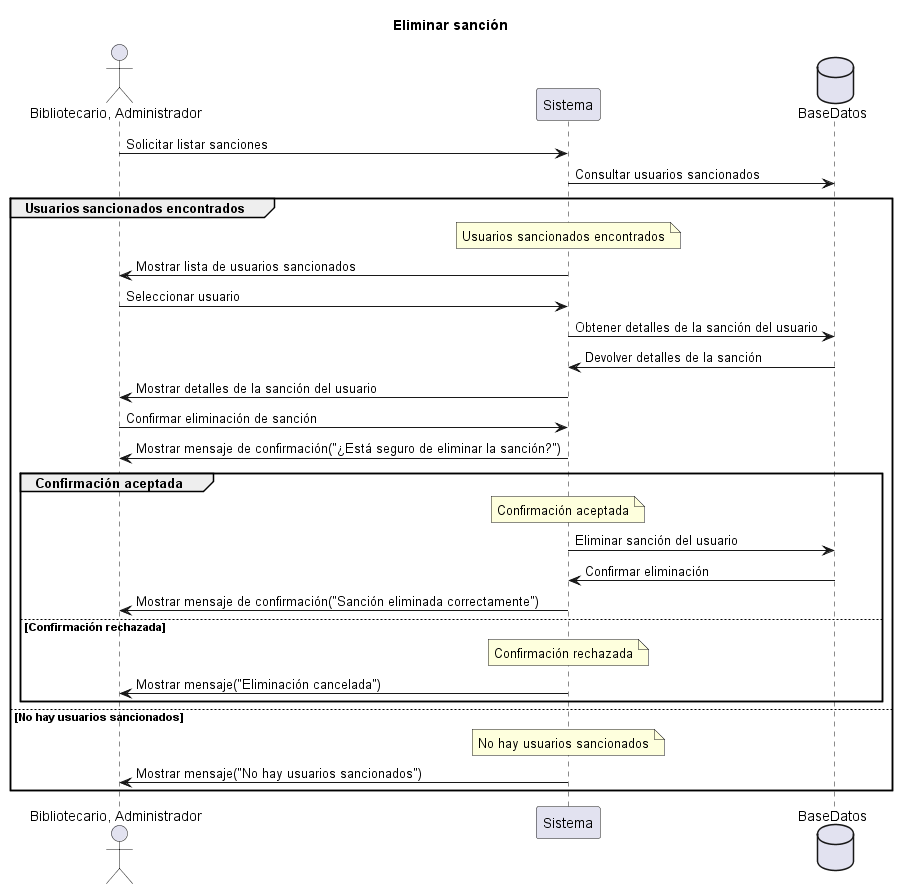 Eliminar sanción
Bibliotecario, Administrador
Sistema
BaseDatos
Solicitar listar sanciones
Consultar usuarios sancionados
Usuarios sancionados encontrados
Usuarios sancionados encontrados
Mostrar lista de usuarios sancionados
Seleccionar usuario
Obtener detalles de la sanción del usuario
Devolver detalles de la sanción
Mostrar detalles de la sanción del usuario
Confirmar eliminación de sanción
Mostrar mensaje de confirmación("¿Está seguro de eliminar la sanción?")
Confirmación aceptada
Confirmación aceptada
Eliminar sanción del usuario
Confirmar eliminación
Mostrar mensaje de confirmación("Sanción eliminada correctamente")
[Confirmación rechazada]
Confirmación rechazada
Mostrar mensaje("Eliminación cancelada")
[No hay usuarios sancionados]
No hay usuarios sancionados
Mostrar mensaje("No hay usuarios sancionados")
Bibliotecario, Administrador
Sistema
BaseDatos